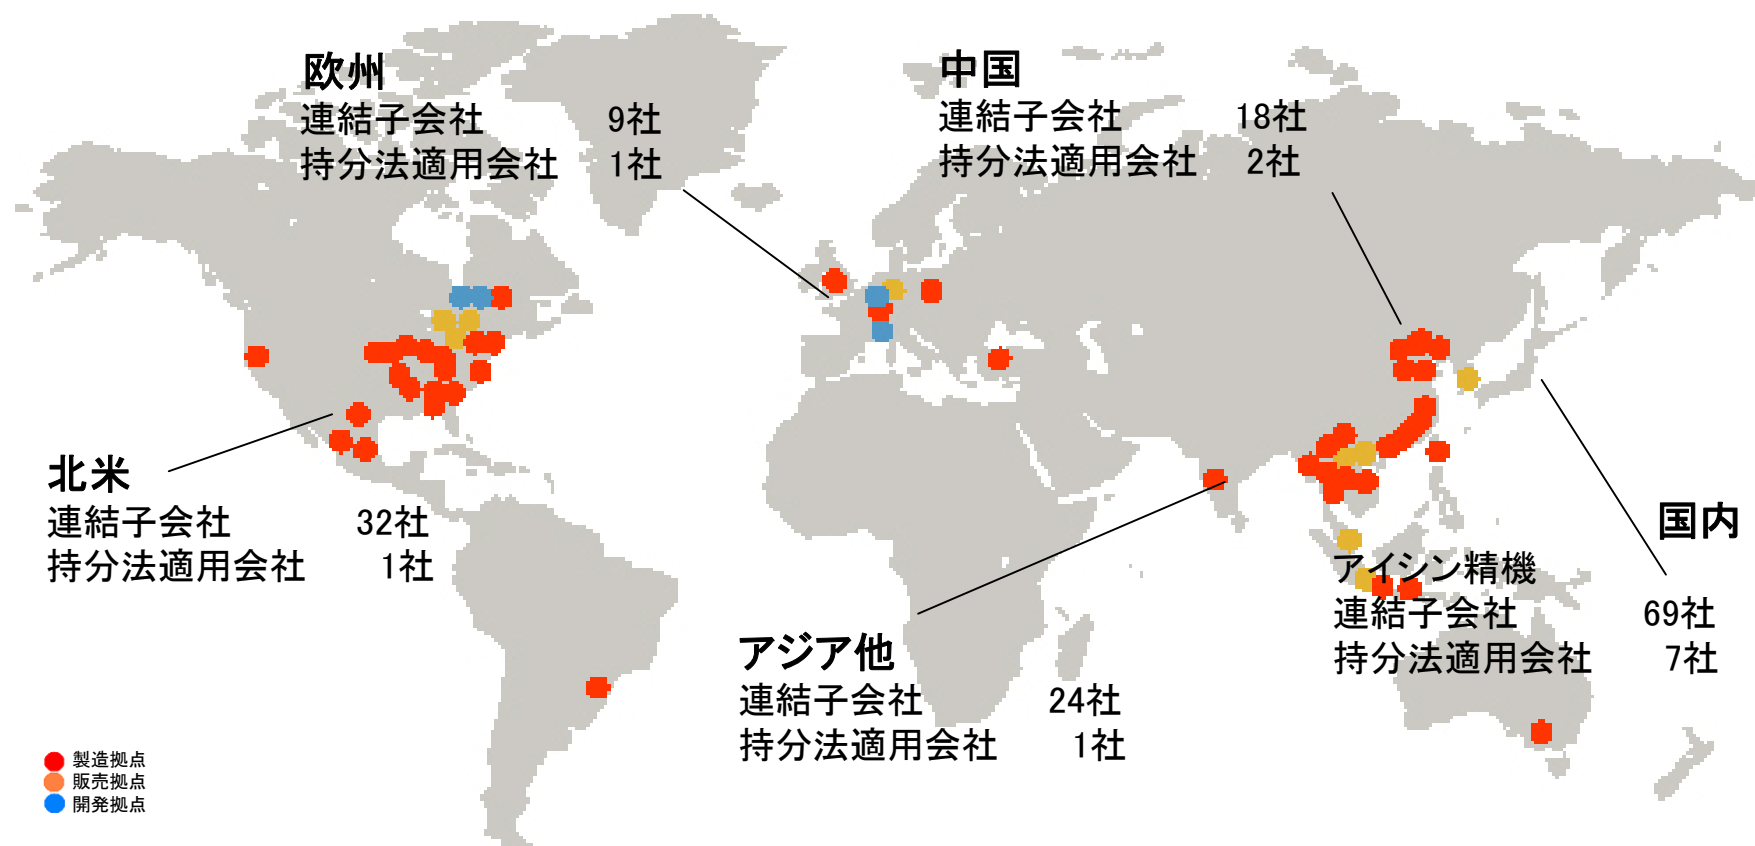 欧州
連結子会社 9社
持分法適用会社 1社
中国
連結子会社 18社
持分法適用会社 2社
北米
連結子会社 32社
持分法適用会社 1社
国内
アイシン精機
連結子会社 69社
持分法適用会社 7社
アジア他
連結子会社 24社
持分法適用会社 1社
製造拠点
販売拠点
開発拠点